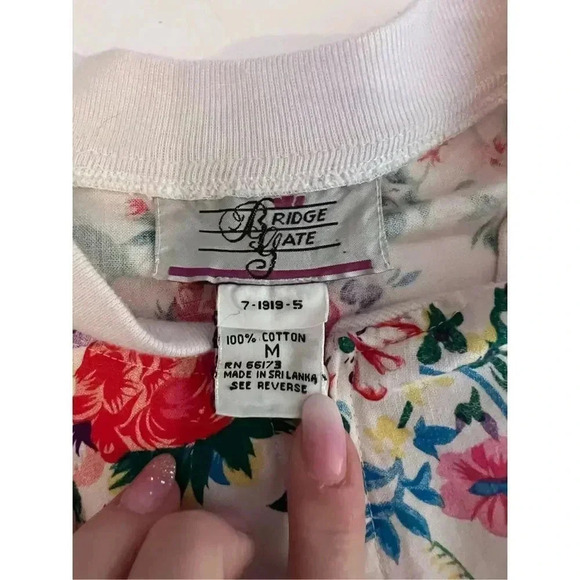 BRIDGE
GATE
7-1919-5
100% COTTON
M
RN 66173
MADE IN SRI LANKA
SEE REVERSE